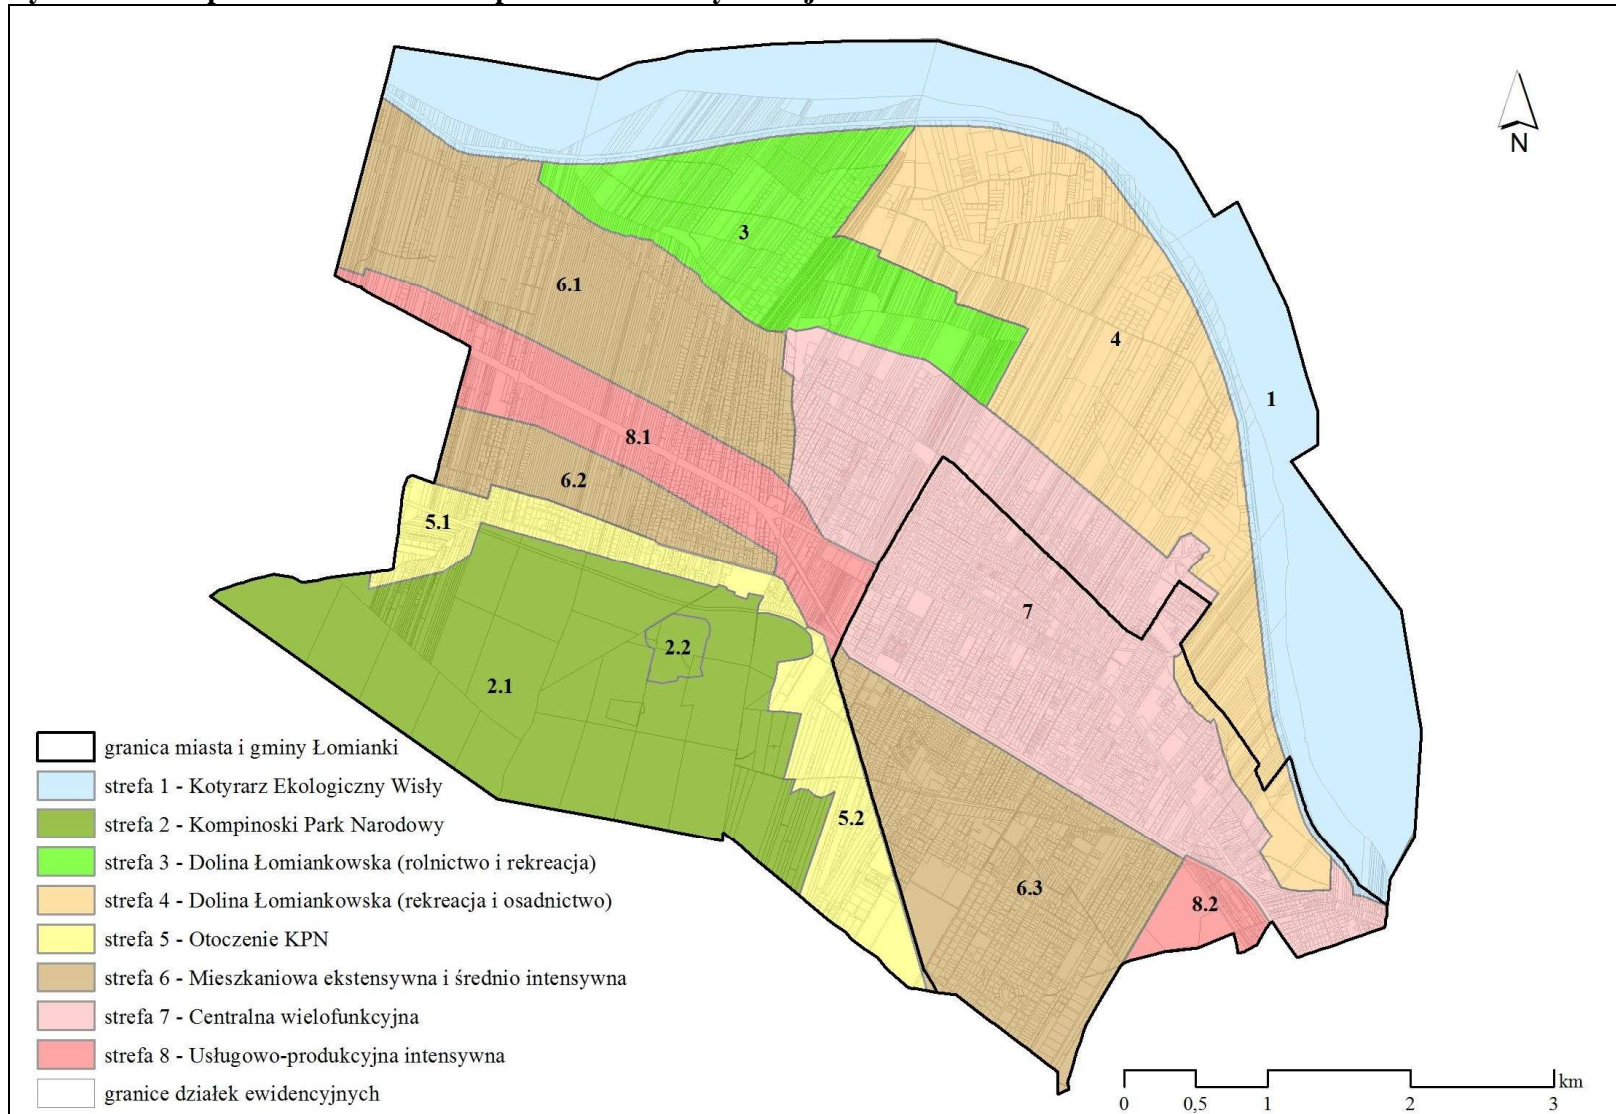 N
3
6.1
4
1
8.1
6.2
5.1
7
2.2
2.1
5.2
6.3
8.2
granica miasta i gminy Łomianki
strefa 1 - Kotyrarz Ekologiczny Wisły
strefa 2 - Kompinoski Park Narodowy
strefa 3 - Dolina Łomiankowska (rolnictwo i rekreacja)
strefa 4 - Dolina Łomiankowska (rekreacja i osadnictwo)
strefa 5 - Otoczenie KPN
strefa 6 - Mieszkaniowa ekstensywna i średnio intensywna
strefa 7 - Centralna wielofunkcyjna
strefa 8 - Usługowo-produkcyjna intensywna
granice działek ewidencyjnych
km
0 0,5 1 2 3